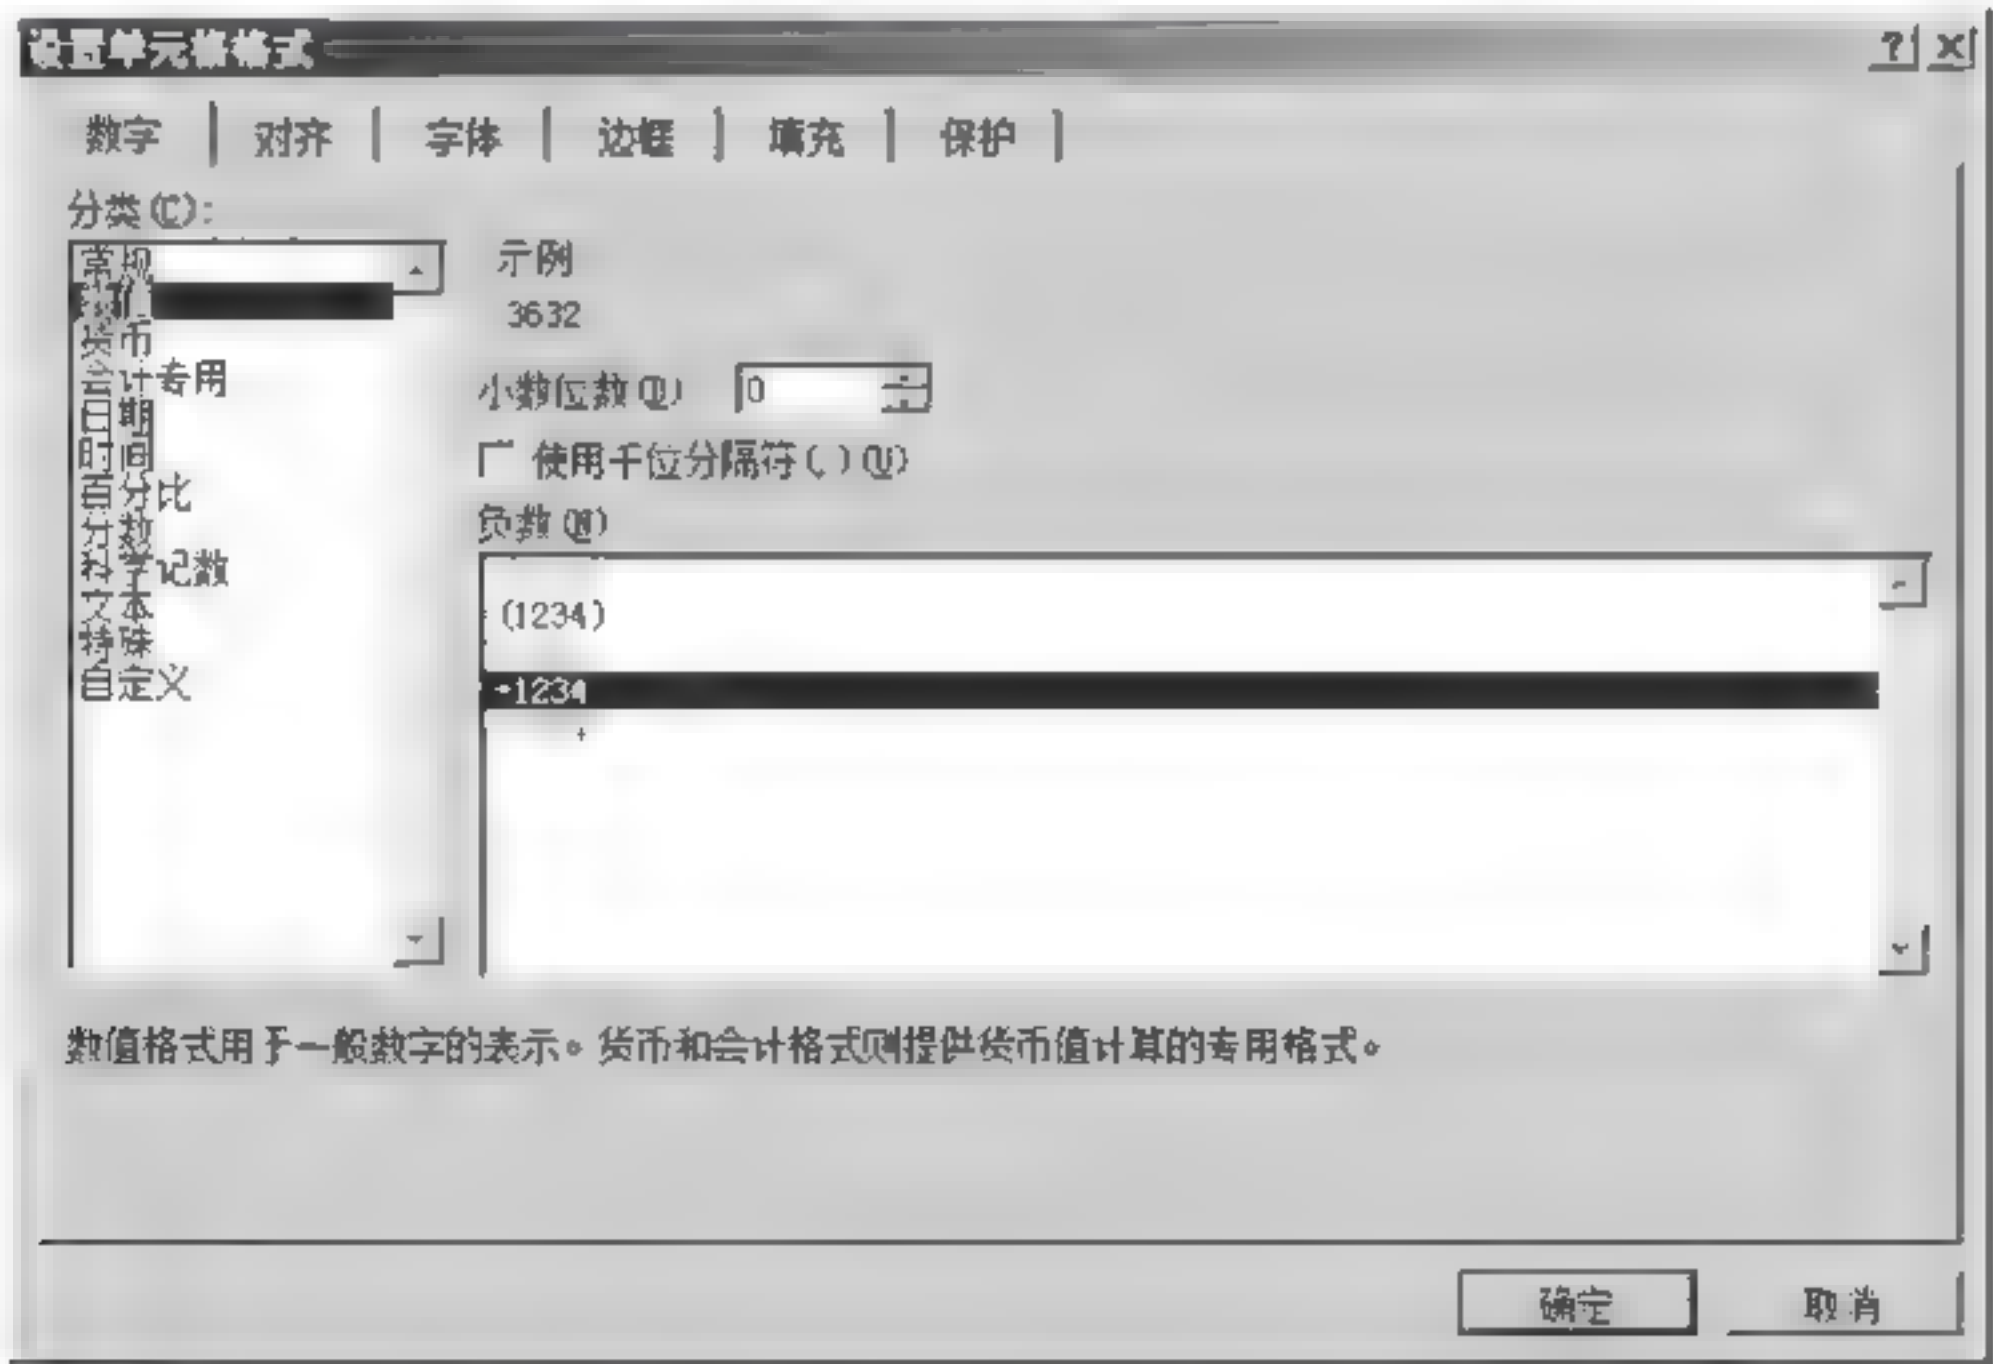 设置单元格格式
数字 对齐 字体 边框 填充 保护
分类(C):
常规
货币
会计专用
日期
时间
百分比
分数
科学记数
文本
特殊
自定义
示例
3632
小数位数(D) 0
使用千位分隔符(,)(U)
负数(N)
(1234)
-1234
数值格式用于一般数字的表示。货币和会计格式则提供货币值计算的专用格式。
确定 取消